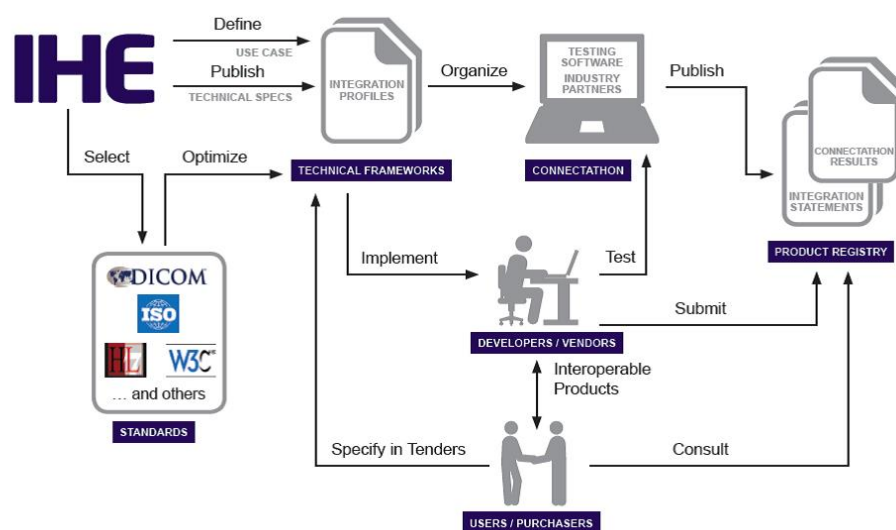 IHE
Define
USE CASE
Publish
TECHNICAL SPECS
INTEGRATION
PROFILES
TECHNICAL FRAMEWORKS
Organize
TESTING
SOFTWARE
INDUSTRY
PARTNERS
CONNECTATHON
Publish
CONNECTATHON
RESULTS
INTEGRATION
STATEMENTS
PRODUCT REGISTRY
Select
Optimize
DICOM
ISO
HL7
W3C
... and others
STANDARDS
Implement
Test
DEVELOPERS / VENDORS
Submit
Interoperable
Products
Specify in Tenders
Consult
USERS / PURCHASERS